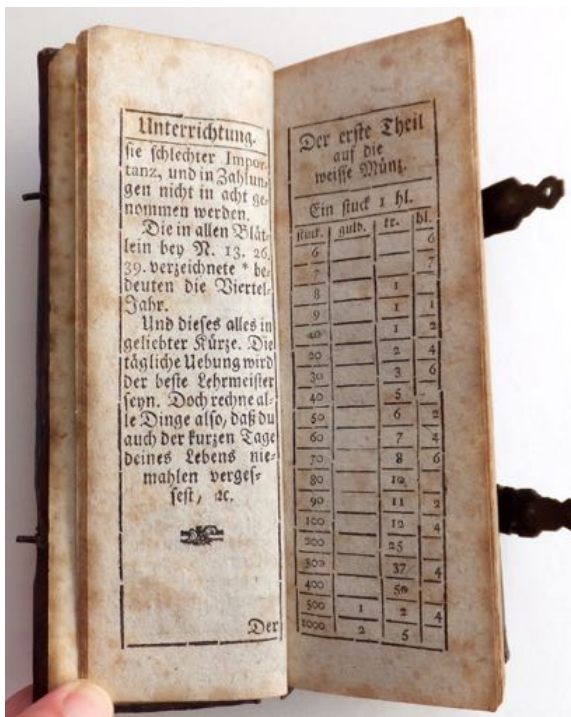 Unterrichtung.
sie schlechter Impor-
tanz, und in Zahlun-
gen nicht in acht ge-
nommen werden.
Die in allen Blät-
lein bey N. 13. 26.
39. verzeichnete * be-
deuten die Viertel-
Jahr.
Und dieses alles in
geliebter Kürze. Die
tägliche Uebung wird
der beste Lehrmeister
seyn. Doch rechne al-
le Dinge also, daß du
auch der kurzen Tage
deines Lebens nie-
mahlen verges-
sest, ꝛc.
Der
Der erste Theil
auf die
weisse Münz.
Ein stuck 1 hl.
stuck. guld. kr. hl.
6 6
7 7
8 1
9 1 1
10 1 2
20 2 4
30 3 6
40 5
50 6 2
60 7 4
70 8 6
80 10
90 11 2
100 12 4
200 25
300 37 4
400 50
500 1 2 4
1000 2 5